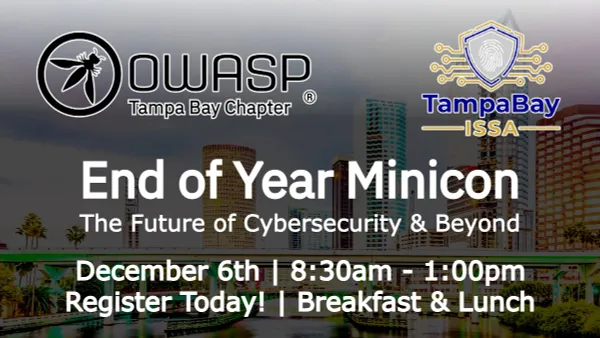 OWASP
Tampa Bay Chapter ®
TampaBay
ISSA
End of Year Minicon
The Future of Cybersecurity & Beyond
December 6th | 8:30am - 1:00pm
Register Today! | Breakfast & Lunch